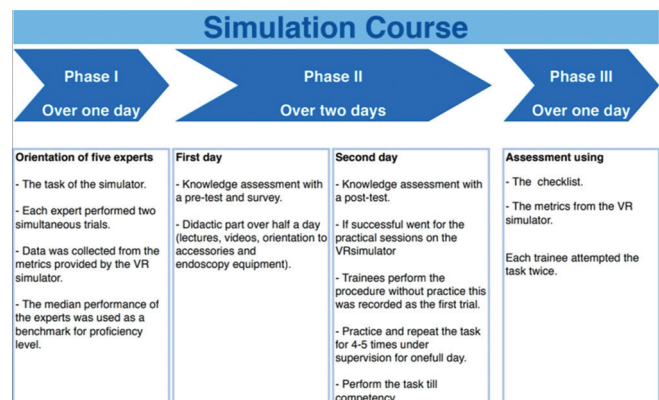 Simulation Course
Phase I
Over one day
Phase II
Over two days
Phase III
Over one day
Orientation of five experts
- The task of the simulator.
- Each expert performed two
simultaneous trials.
- Data was collected from the
metrics provided by the VR
simulator.
- The median performance of
the experts was used as a
benchmark for proficiency
level.
First day
- Knowledge assessment with
a pre-test and survey.
- Didactic part over half a day
(lectures, videos, orientation to
accessories and
endoscopy equipment).
Second day
- Knowledge assessment with
a post-test.
- If successful went for the
practical sessions on the
VRsimulator
- Trainees perform the
procedure without practice this
was recorded as the first trial.
- Practice and repeat the task
for 4-5 times under
supervision for onefull day.
- Perform the task till
competency
Assessment using
- The  checklist.
- The metrics from the VR
simulator.
Each trainee attempted the
task twice.